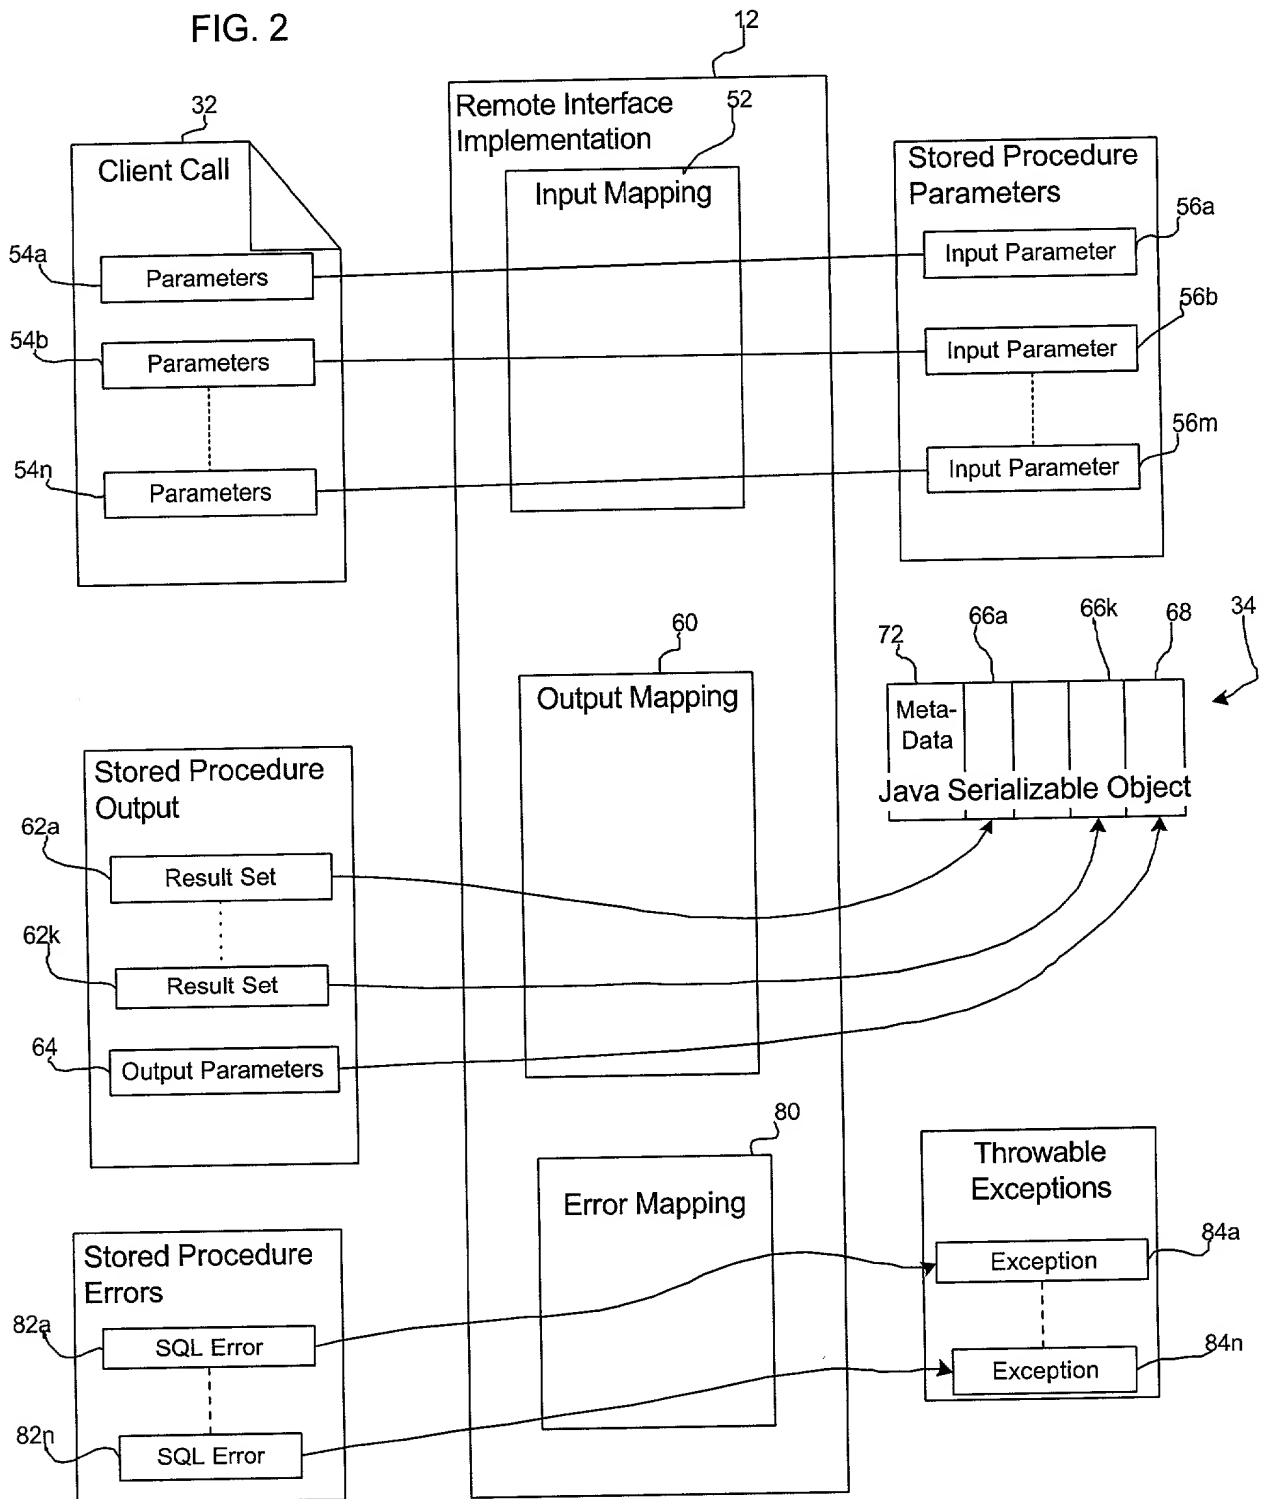 FIG. 2
12
32
Client Call
Remote Interface
Implementation
52
Input Mapping
Stored Procedure
Parameters
54a
Parameters
56a
Input Parameter
54b
Parameters
56b
Input Parameter
54n
Parameters
56m
Input Parameter
60
Output Mapping
72
66a
66k
68
34
Meta-
Data
Java Serializable Object
Stored Procedure
Output
62a
Result Set
62k
Result Set
64
Output Parameters
80
Error Mapping
Throwable
Exceptions
84a
Exception
84n
Exception
Stored Procedure
Errors
82a
SQL Error
82n
SQL Error